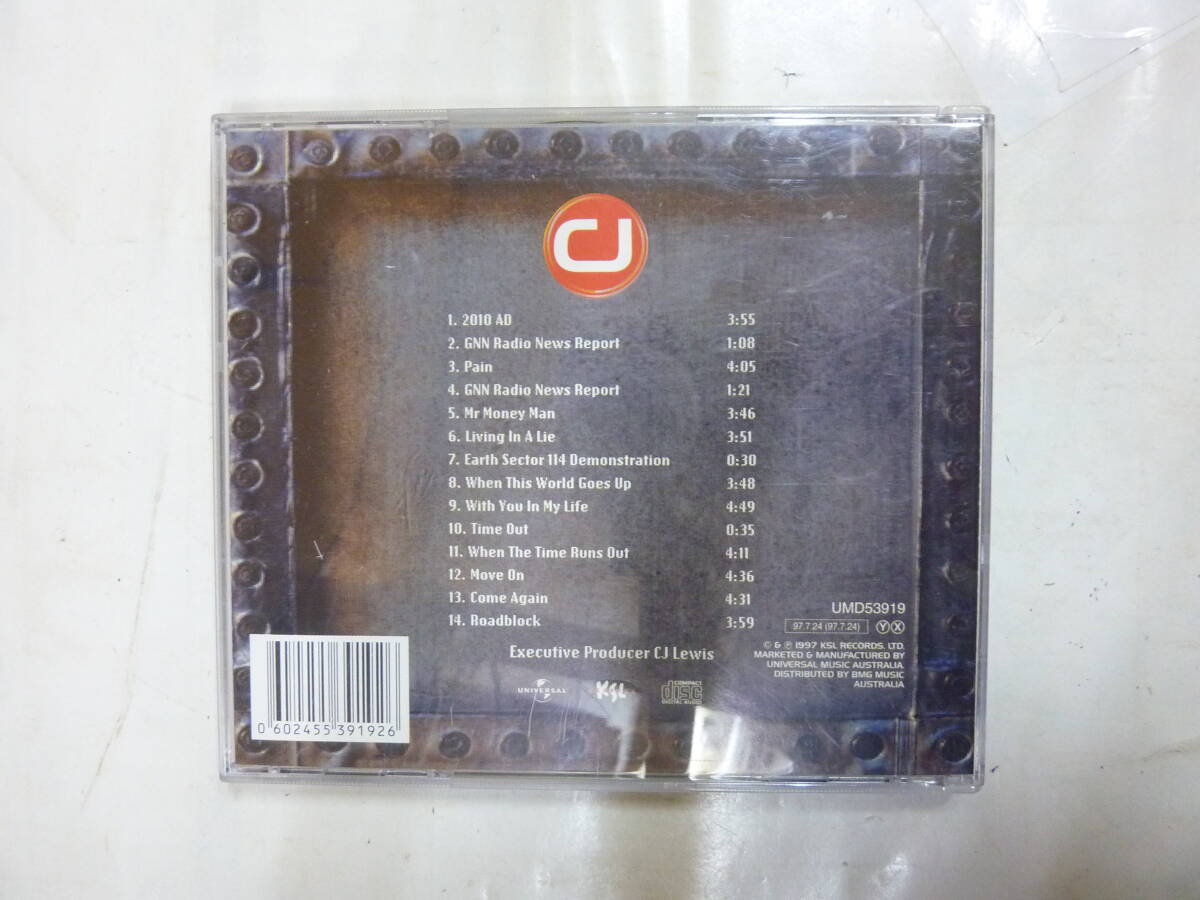 CJ
1. 2010 AD 3:55
2. GNN Radio News Report 1:08
3. Pain 4:05
4. GNN Radio News Report 1:21
5. Mr Money Man 3:46
6. Living In A Lie 3:51
7. Earth Sector 114 Demonstration 0:30
8. When This World Goes Up 3:48
9. With You In My Life 4:49
10. Time Out 0:35
11. When The Time Runs Out 4:11
12. Move On 4:36
13. Come Again 4:31
14. Roadblock 3:59
Executive Producer CJ Lewis
UMD53919
97.7.24 (97.7.24) Y X
© & ℗ 1997 KSL RECORDS. LTD.
MARKETED & MANUFACTURED BY
UNIVERSAL MUSIC AUSTRALIA.
DISTRIBUTED BY BMG MUSIC
AUSTRALIA
UNIVERSAL
KSL
COMPACT
disc
DIGITAL AUDIO
0 602455 391926